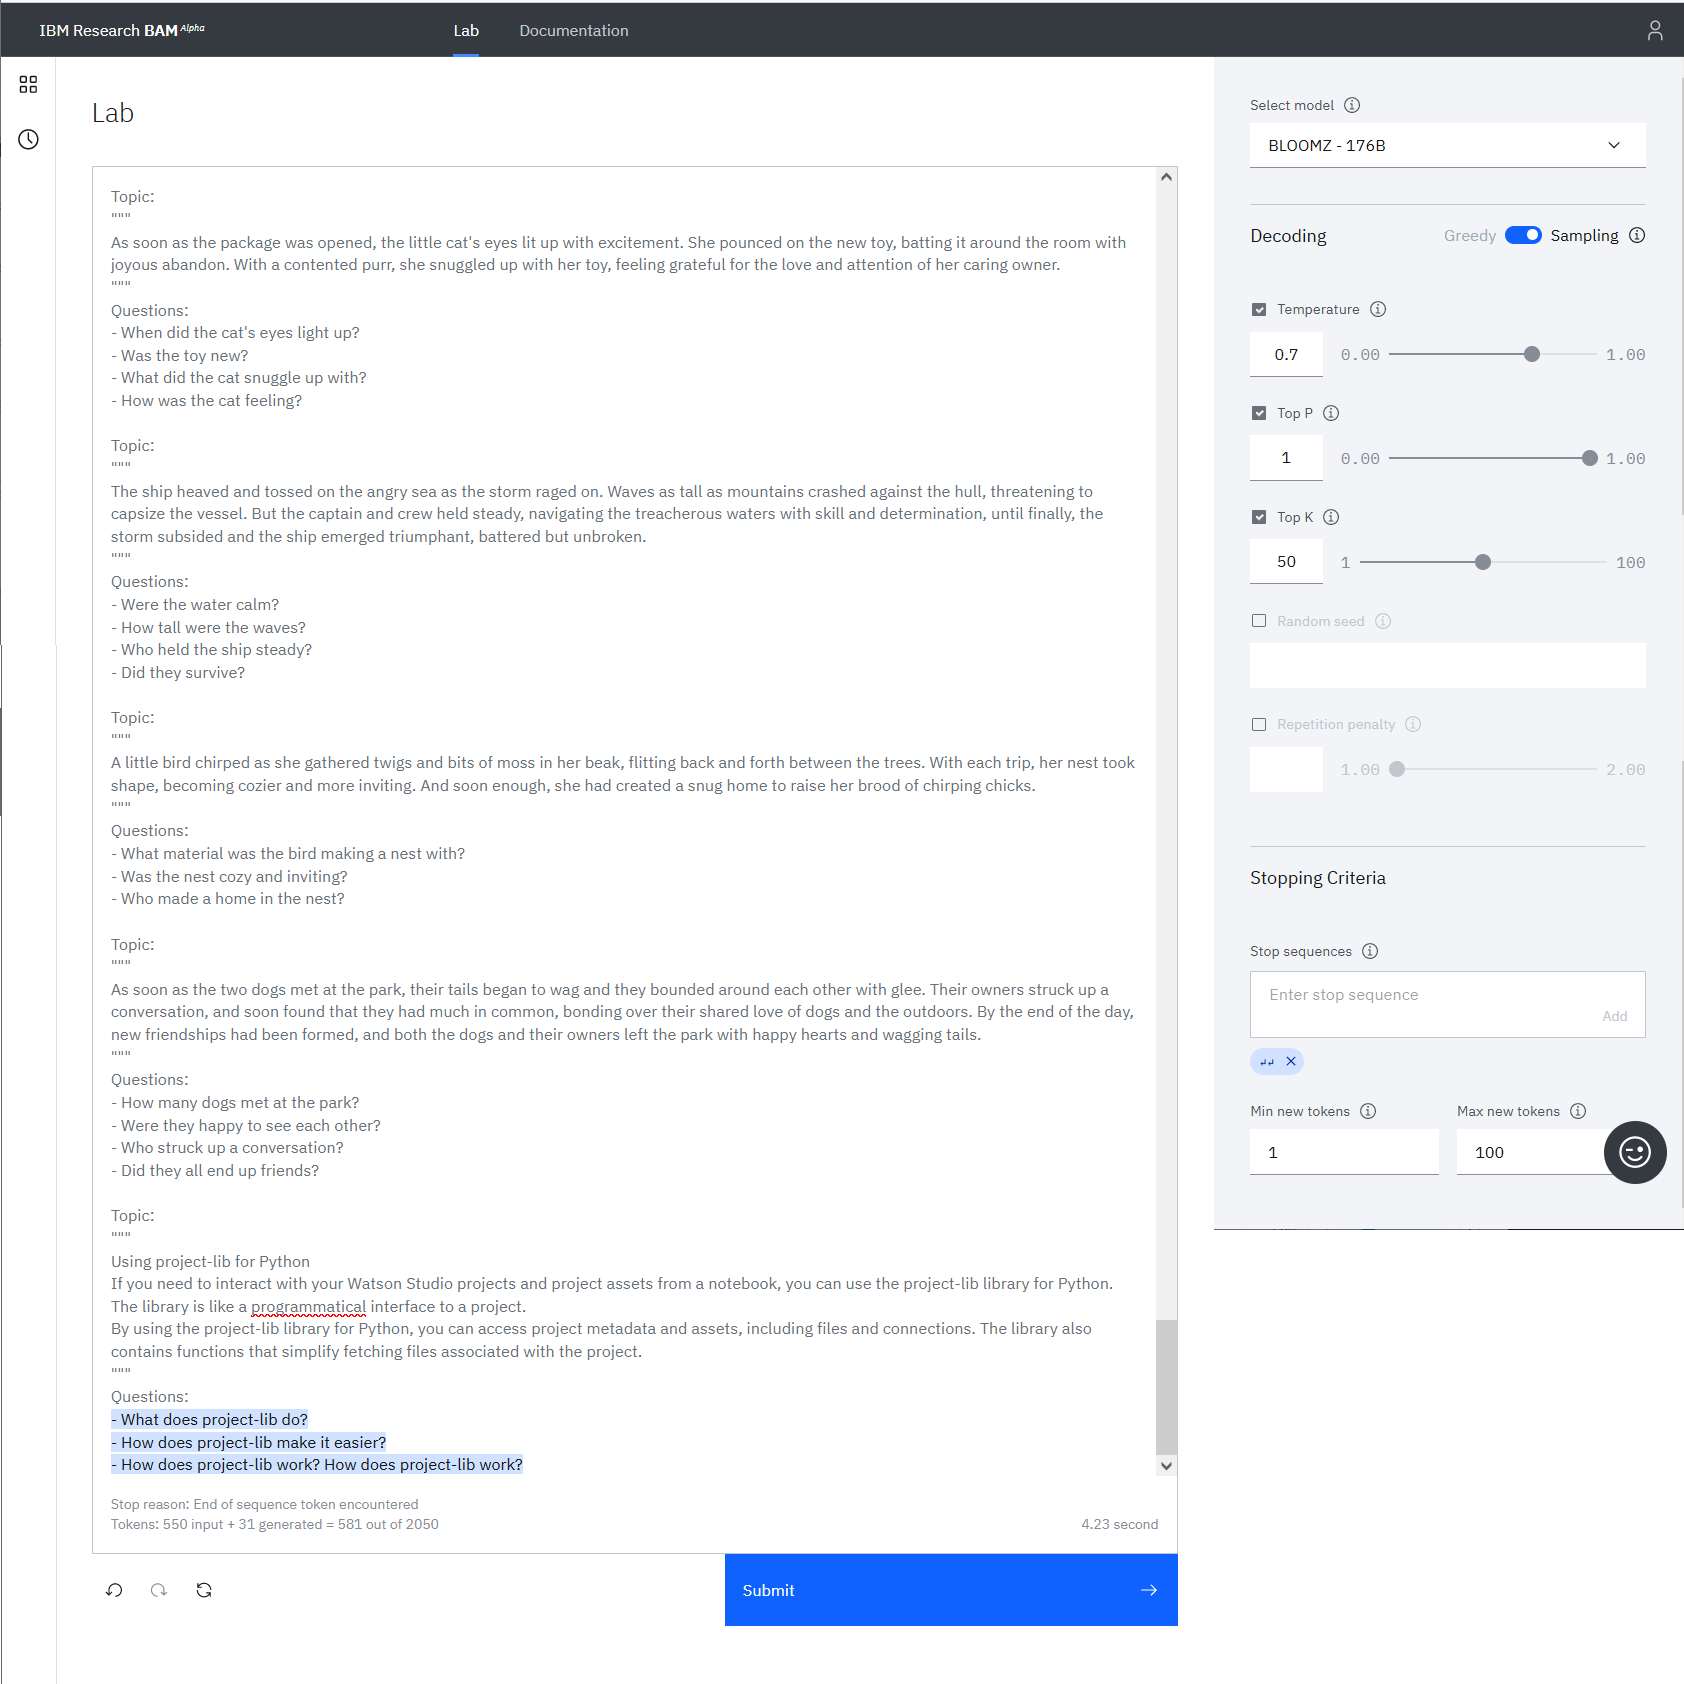 IBM Research BAM Alpha
Lab
Documentation
Lab
Topic:
"""
As soon as the package was opened, the little cat's eyes lit up with excitement. She pounced on the new toy, batting it around the room with
joyous abandon. With a contented purr, she snuggled up with her toy, feeling grateful for the love and attention of her caring owner.
"""
Questions:
- When did the cat's eyes light up?
- Was the toy new?
- What did the cat snuggle up with?
- How was the cat feeling?
Topic:
"""
The ship heaved and tossed on the angry sea as the storm raged on. Waves as tall as mountains crashed against the hull, threatening to
capsize the vessel. But the captain and crew held steady, navigating the treacherous waters with skill and determination, until finally, the
storm subsided and the ship emerged triumphant, battered but unbroken.
"""
Questions:
- Were the water calm?
- How tall were the waves?
- Who held the ship steady?
- Did they survive?
Topic:
"""
A little bird chirped as she gathered twigs and bits of moss in her beak, flitting back and forth between the trees. With each trip, her nest took
shape, becoming cozier and more inviting. And soon enough, she had created a snug home to raise her brood of chirping chicks.
"""
Questions:
- What material was the bird making a nest with?
- Was the nest cozy and inviting?
- Who made a home in the nest?
Topic:
"""
As soon as the two dogs met at the park, their tails began to wag and they bounded around each other with glee. Their owners struck up a
conversation, and soon found that they had much in common, bonding over their shared love of dogs and the outdoors. By the end of the day,
new friendships had been formed, and both the dogs and their owners left the park with happy hearts and wagging tails.
"""
Questions:
- How many dogs met at the park?
- Were they happy to see each other?
- Who struck up a conversation?
- Did they all end up friends?
Topic:
"""
Using project-lib for Python
If you need to interact with your Watson Studio projects and project assets from a notebook, you can use the project-lib library for Python.
The library is like a programmatical interface to a project.
By using the project-lib library for Python, you can access project metadata and assets, including files and connections. The library also
contains functions that simplify fetching files associated with the project.
"""
Questions:
- What does project-lib do?
- How does project-lib make it easier?
- How does project-lib work? How does project-lib work?
Stop reason: End of sequence token encountered
Tokens: 550 input + 31 generated = 581 out of 2050
4.23 second
Submit
Select model
BLOOMZ - 176B
Decoding
Greedy
Sampling
Temperature
0.7
0.00
1.00
Top P
1
0.00
1.00
Top K
50
1
100
Random seed
Repetition penalty
1.00
2.00
Stopping Criteria
Stop sequences
Enter stop sequence
Add
↵↵
Min new tokens
Max new tokens
1
100